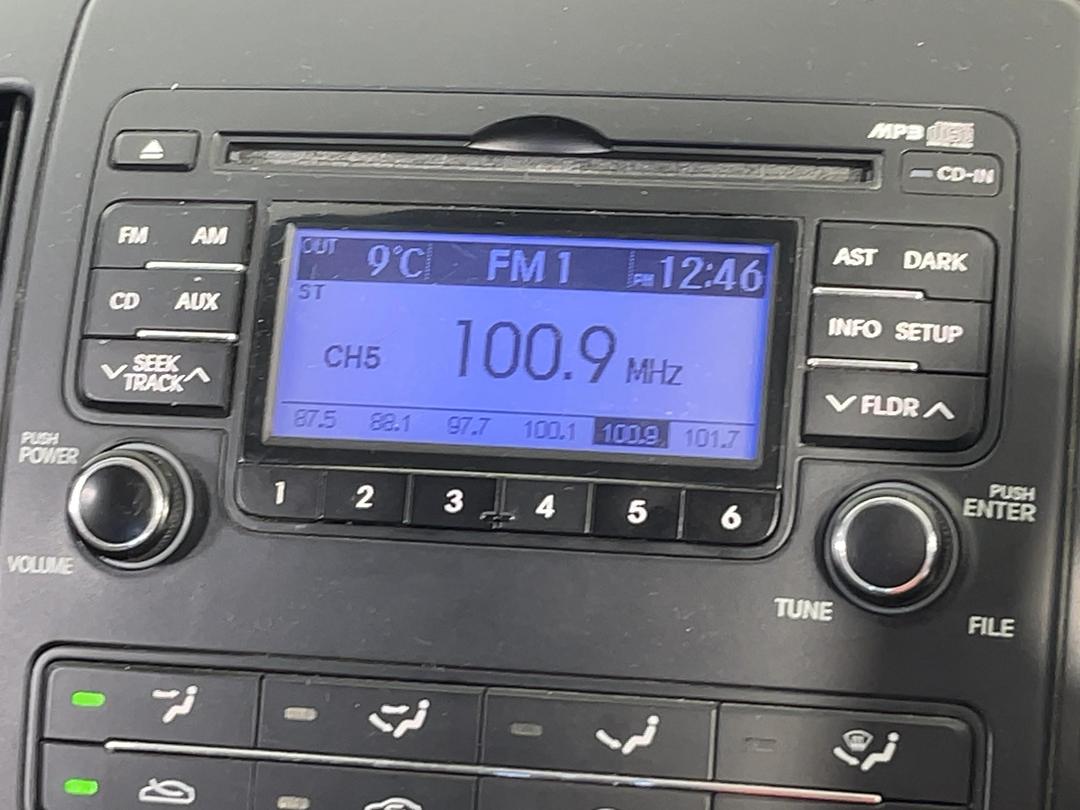 MP3
CD-IN
FM AM
CD AUX
SEEK
TRACK
OUT 9°C FM 1 PM 12:46
ST
CH5 100.9 MHz
87.5 88.1 97.7 100.1 100.9 101.7
AST DARK
INFO SETUP
FLDR
1 2 3 4 5 6
PUSH
POWER
VOLUME
PUSH
ENTER
TUNE
FILE